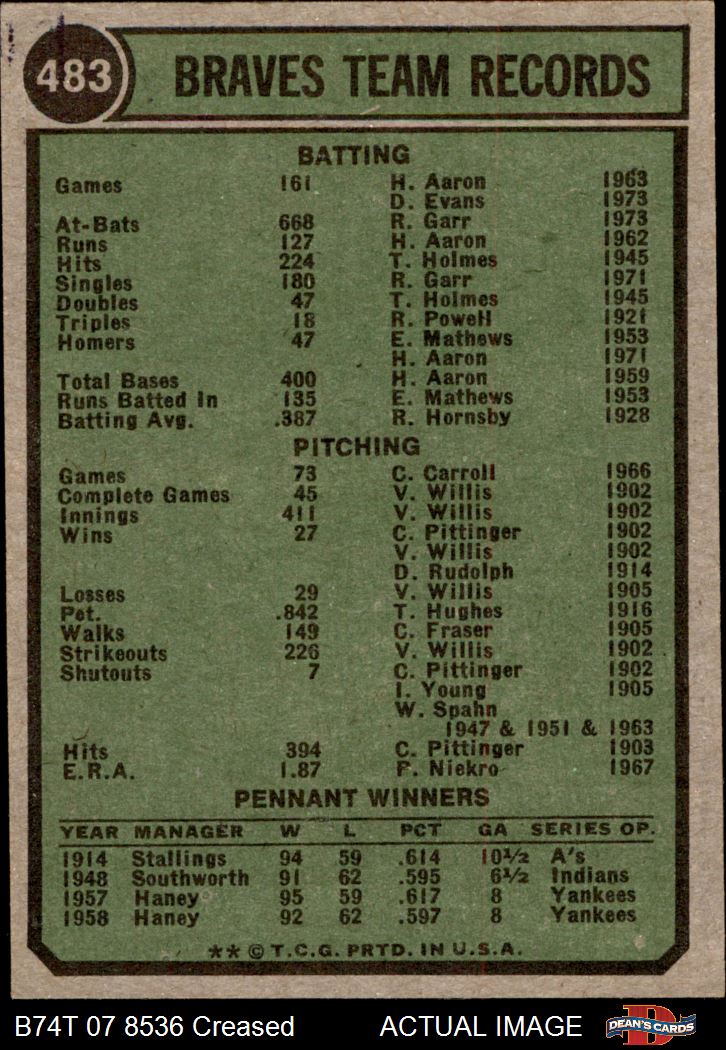 483 BRAVES TEAM RECORDS
BATTING
Games 161 H. Aaron 1963
D. Evans 1973
At-Bats 668 R. Garr 1973
Runs 127 H. Aaron 1962
Hits 224 T. Holmes 1945
Singles 180 R. Garr 1971
Doubles 47 T. Holmes 1945
Triples 18 R. Powell 1921
Homers 47 E. Mathews 1953
H. Aaron 1971
Total Bases 400 H. Aaron 1959
Runs Batted In 135 E. Mathews 1953
Batting Avg. .387 R. Hornsby 1928
PITCHING
Games 73 C. Carroll 1966
Complete Games 45 V. Willis 1902
Innings 411 V. Willis 1902
Wins 27 C. Pittinger 1902
V. Willis 1902
D. Rudolph 1914
Losses 29 V. Willis 1905
Pct. .842 T. Hughes 1916
Walks 149 C. Fraser 1905
Strikeouts 226 V. Willis 1902
Shutouts 7 C. Pittinger 1902
I. Young 1905
W. Spahn
1947 & 1951 & 1963
Hits 394 C. Pittinger 1903
E.R.A. 1.87 P. Niekro 1967
PENNANT WINNERS
YEAR MANAGER W L PCT GA SERIES OP.
1914 Stallings 94 59 .614 10½ A's
1948 Southworth 91 62 .595 6½ Indians
1957 Haney 95 59 .617 8 Yankees
1958 Haney 92 62 .597 8 Yankees
** © T.C.G. PRTD. IN U.S.A.
B74T 07 8536 Creased ACTUAL IMAGE DEAN'S CARDS